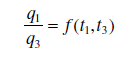 q₁/q₃ = f(t₁,t₃)